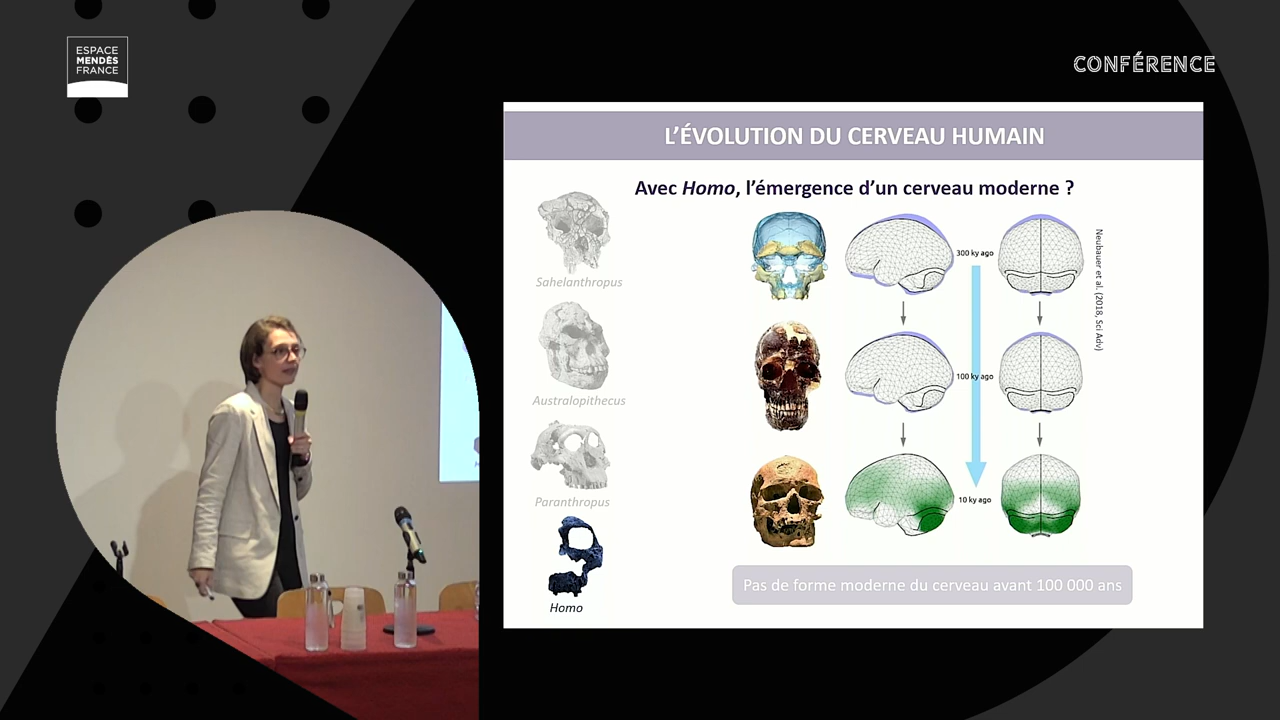 ESPACE
MENDÈS
FRANCE
CONFÉRENCE
L'ÉVOLUTION DU CERVEAU HUMAIN
Avec Homo, l'émergence d'un cerveau moderne ?
Sahelanthropus
Australopithecus
Paranthropus
Homo
300 ky ago
100 ky ago
10 ky ago
Neubauer et al. (2018, Sci Adv)
Pas de forme moderne du cerveau avant 100 000 ans